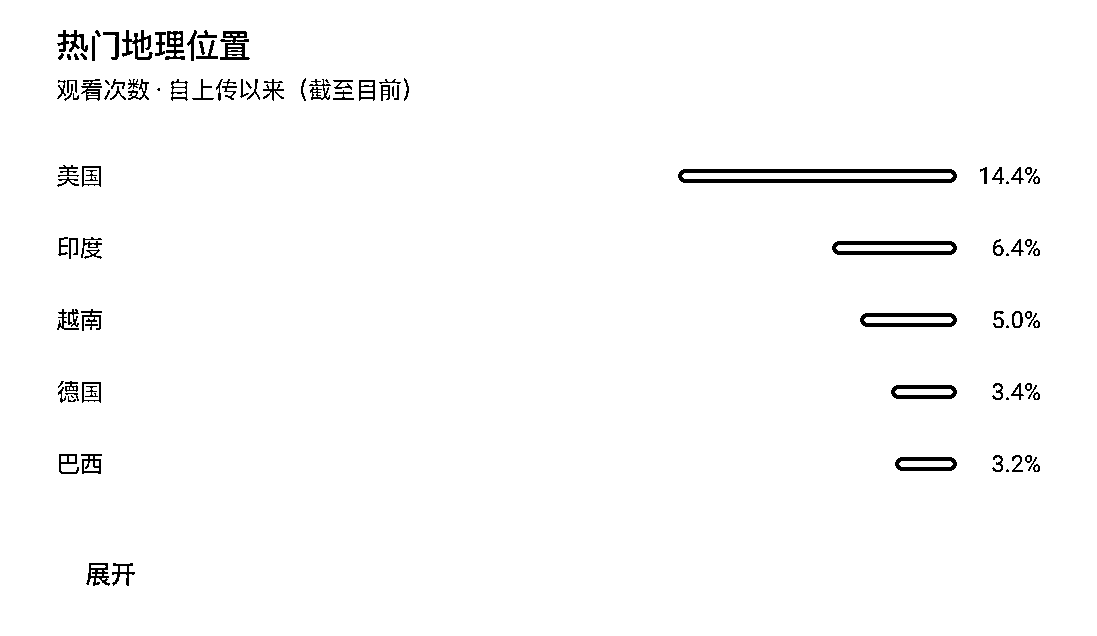 热门地理位置
观看次数 · 自上传以来（截至目前）
美国 14.4%
印度 6.4%
越南 5.0%
德国 3.4%
巴西 3.2%
展开